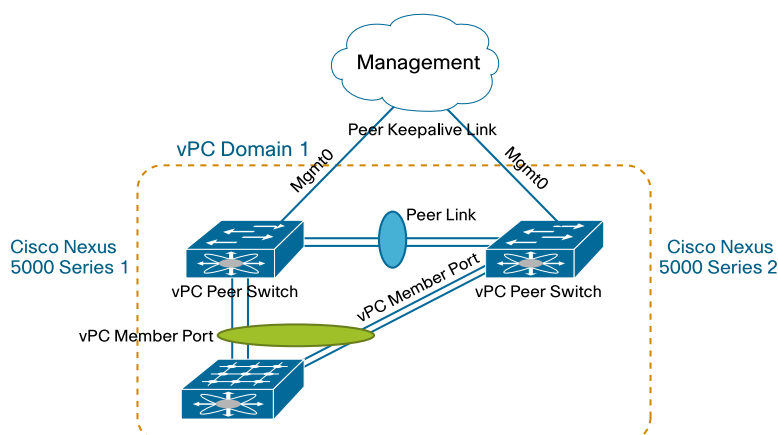 Management
Peer Keepalive Link
vPC Domain 1
Mgmt0
Mgmt0
Peer Link
Cisco Nexus
5000 Series 1
Cisco Nexus
5000 Series 2
vPC Peer Switch
vPC Member Port
vPC Peer Switch
vPC Member Port